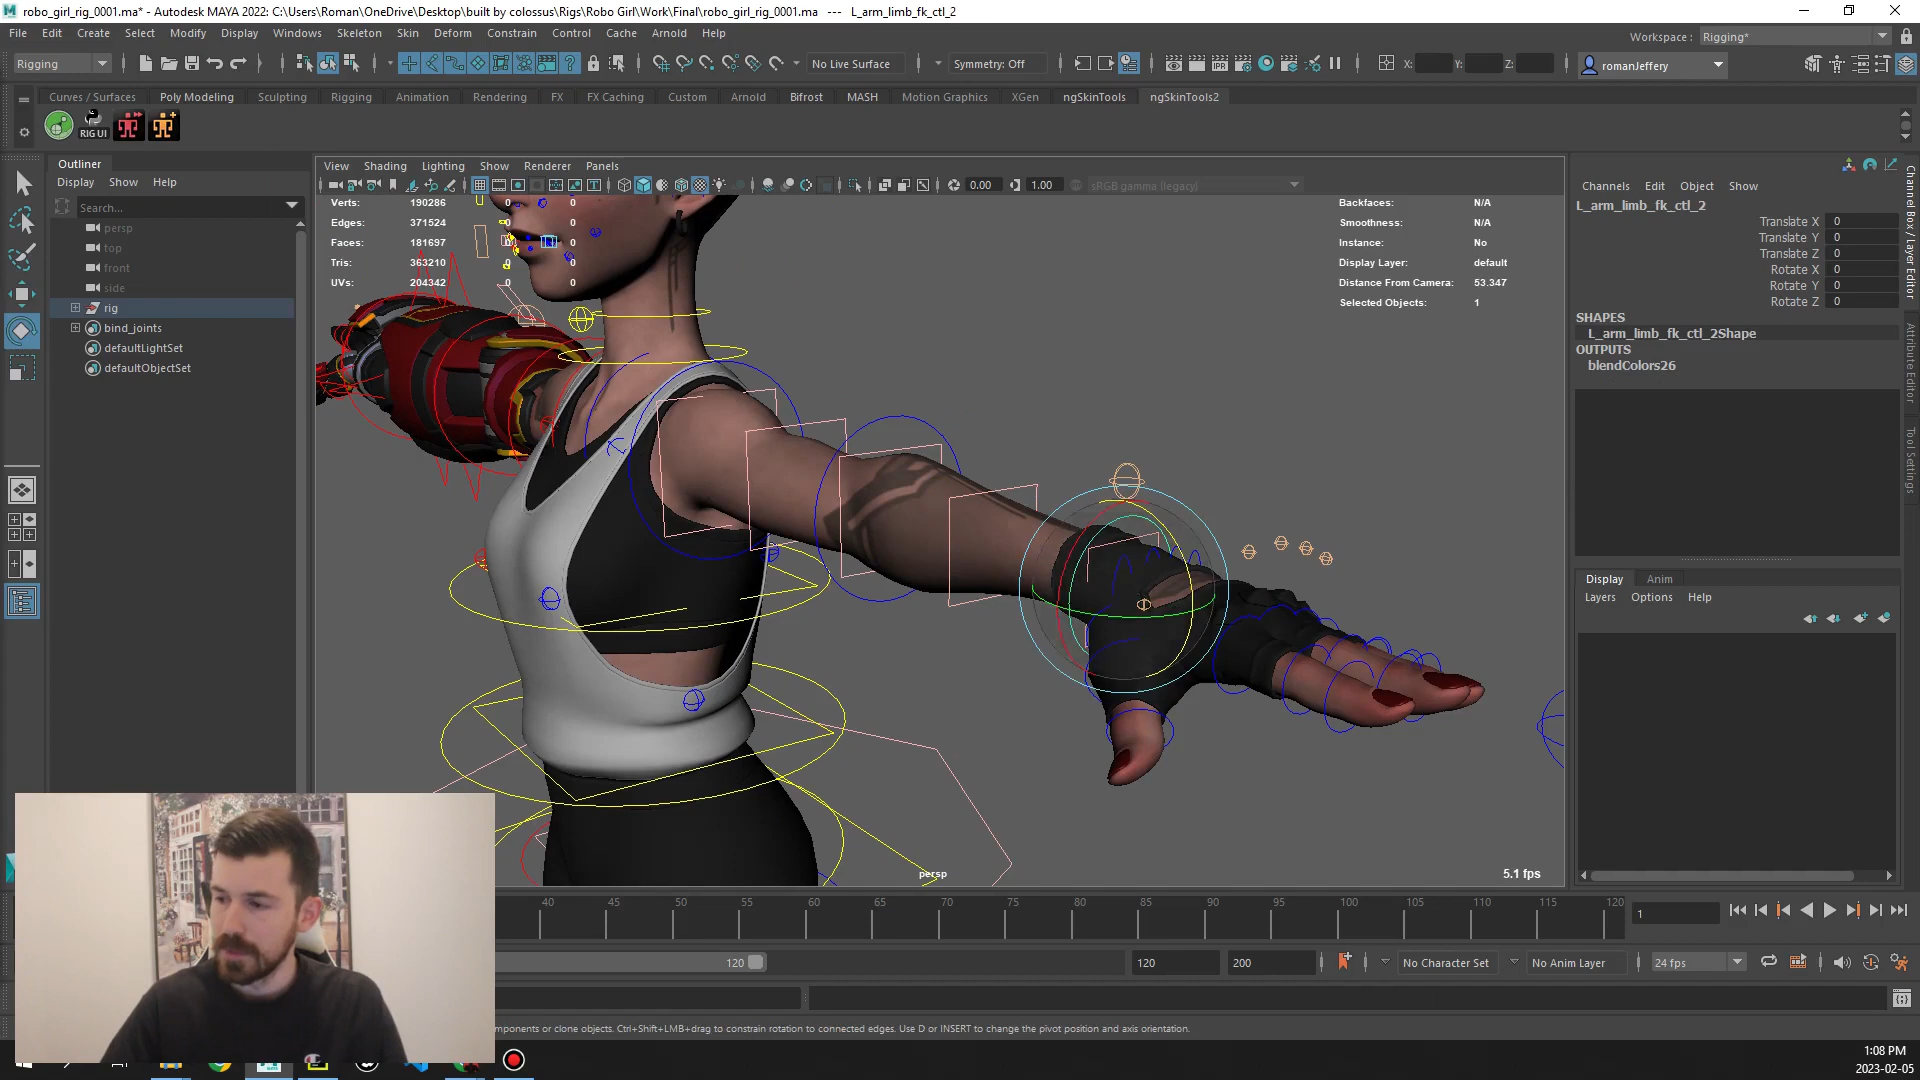 robo_girl_rig_0001.ma* - Autodesk MAYA 2022: C:\Users\Roman\OneDrive\Desktop\built by colossus\Rigs\Robo Girl\Work\Final\robo_girl_rig_0001.ma --- L_arm_limb_fk_ctl_2
File Edit Create Select Modify Display Windows Skeleton Skin Deform Constrain Control Cache Arnold Help
Workspace : Rigging*
Rigging
No Live Surface
Symmetry: Off
X: Y: Z:
romanJeffery
Curves / Surfaces Poly Modeling Sculpting Rigging Animation Rendering FX FX Caching Custom Arnold Bifrost MASH Motion Graphics XGen ngSkinTools ngSkinTools2
RIG UI
Outliner
Display Show Help
Search...
persp
top
front
side
rig
bind_joints
defaultLightSet
defaultObjectSet
View Shading Lighting Show Renderer Panels
IPR
0.00 1.00 sRGB gamma (legacy)
Verts: 190286 0 0
Edges: 371524 0 0
Faces: 181697 0 0
Tris: 363210 0 0
UVs: 204342 0 0
Backfaces: N/A
Smoothness: N/A
Instance: No
Display Layer: default
Distance From Camera: 53.347
Selected Objects: 1
persp
5.1 fps
Channels Edit Object Show
L_arm_limb_fk_ctl_2
Translate X 0
Translate Y 0
Translate Z 0
Rotate X 0
Rotate Y 0
Rotate Z 0
SHAPES
L_arm_limb_fk_ctl_2Shape
OUTPUTS
blendColors26
Channel Box / Layer Editor
Attribute Editor
Tool Settings
Display Anim
Layers Options Help
40 45 50 55 60 65 70 75 80 85 90 95 100 105 110 115 120
1
120
120
200
No Character Set
No Anim Layer
24 fps
mponents or clone objects. Ctrl+Shift+LMB+drag to constrain rotation to connected edges. Use D or INSERT to change the pivot position and axis orientation.
1:08 PM
2023-02-05